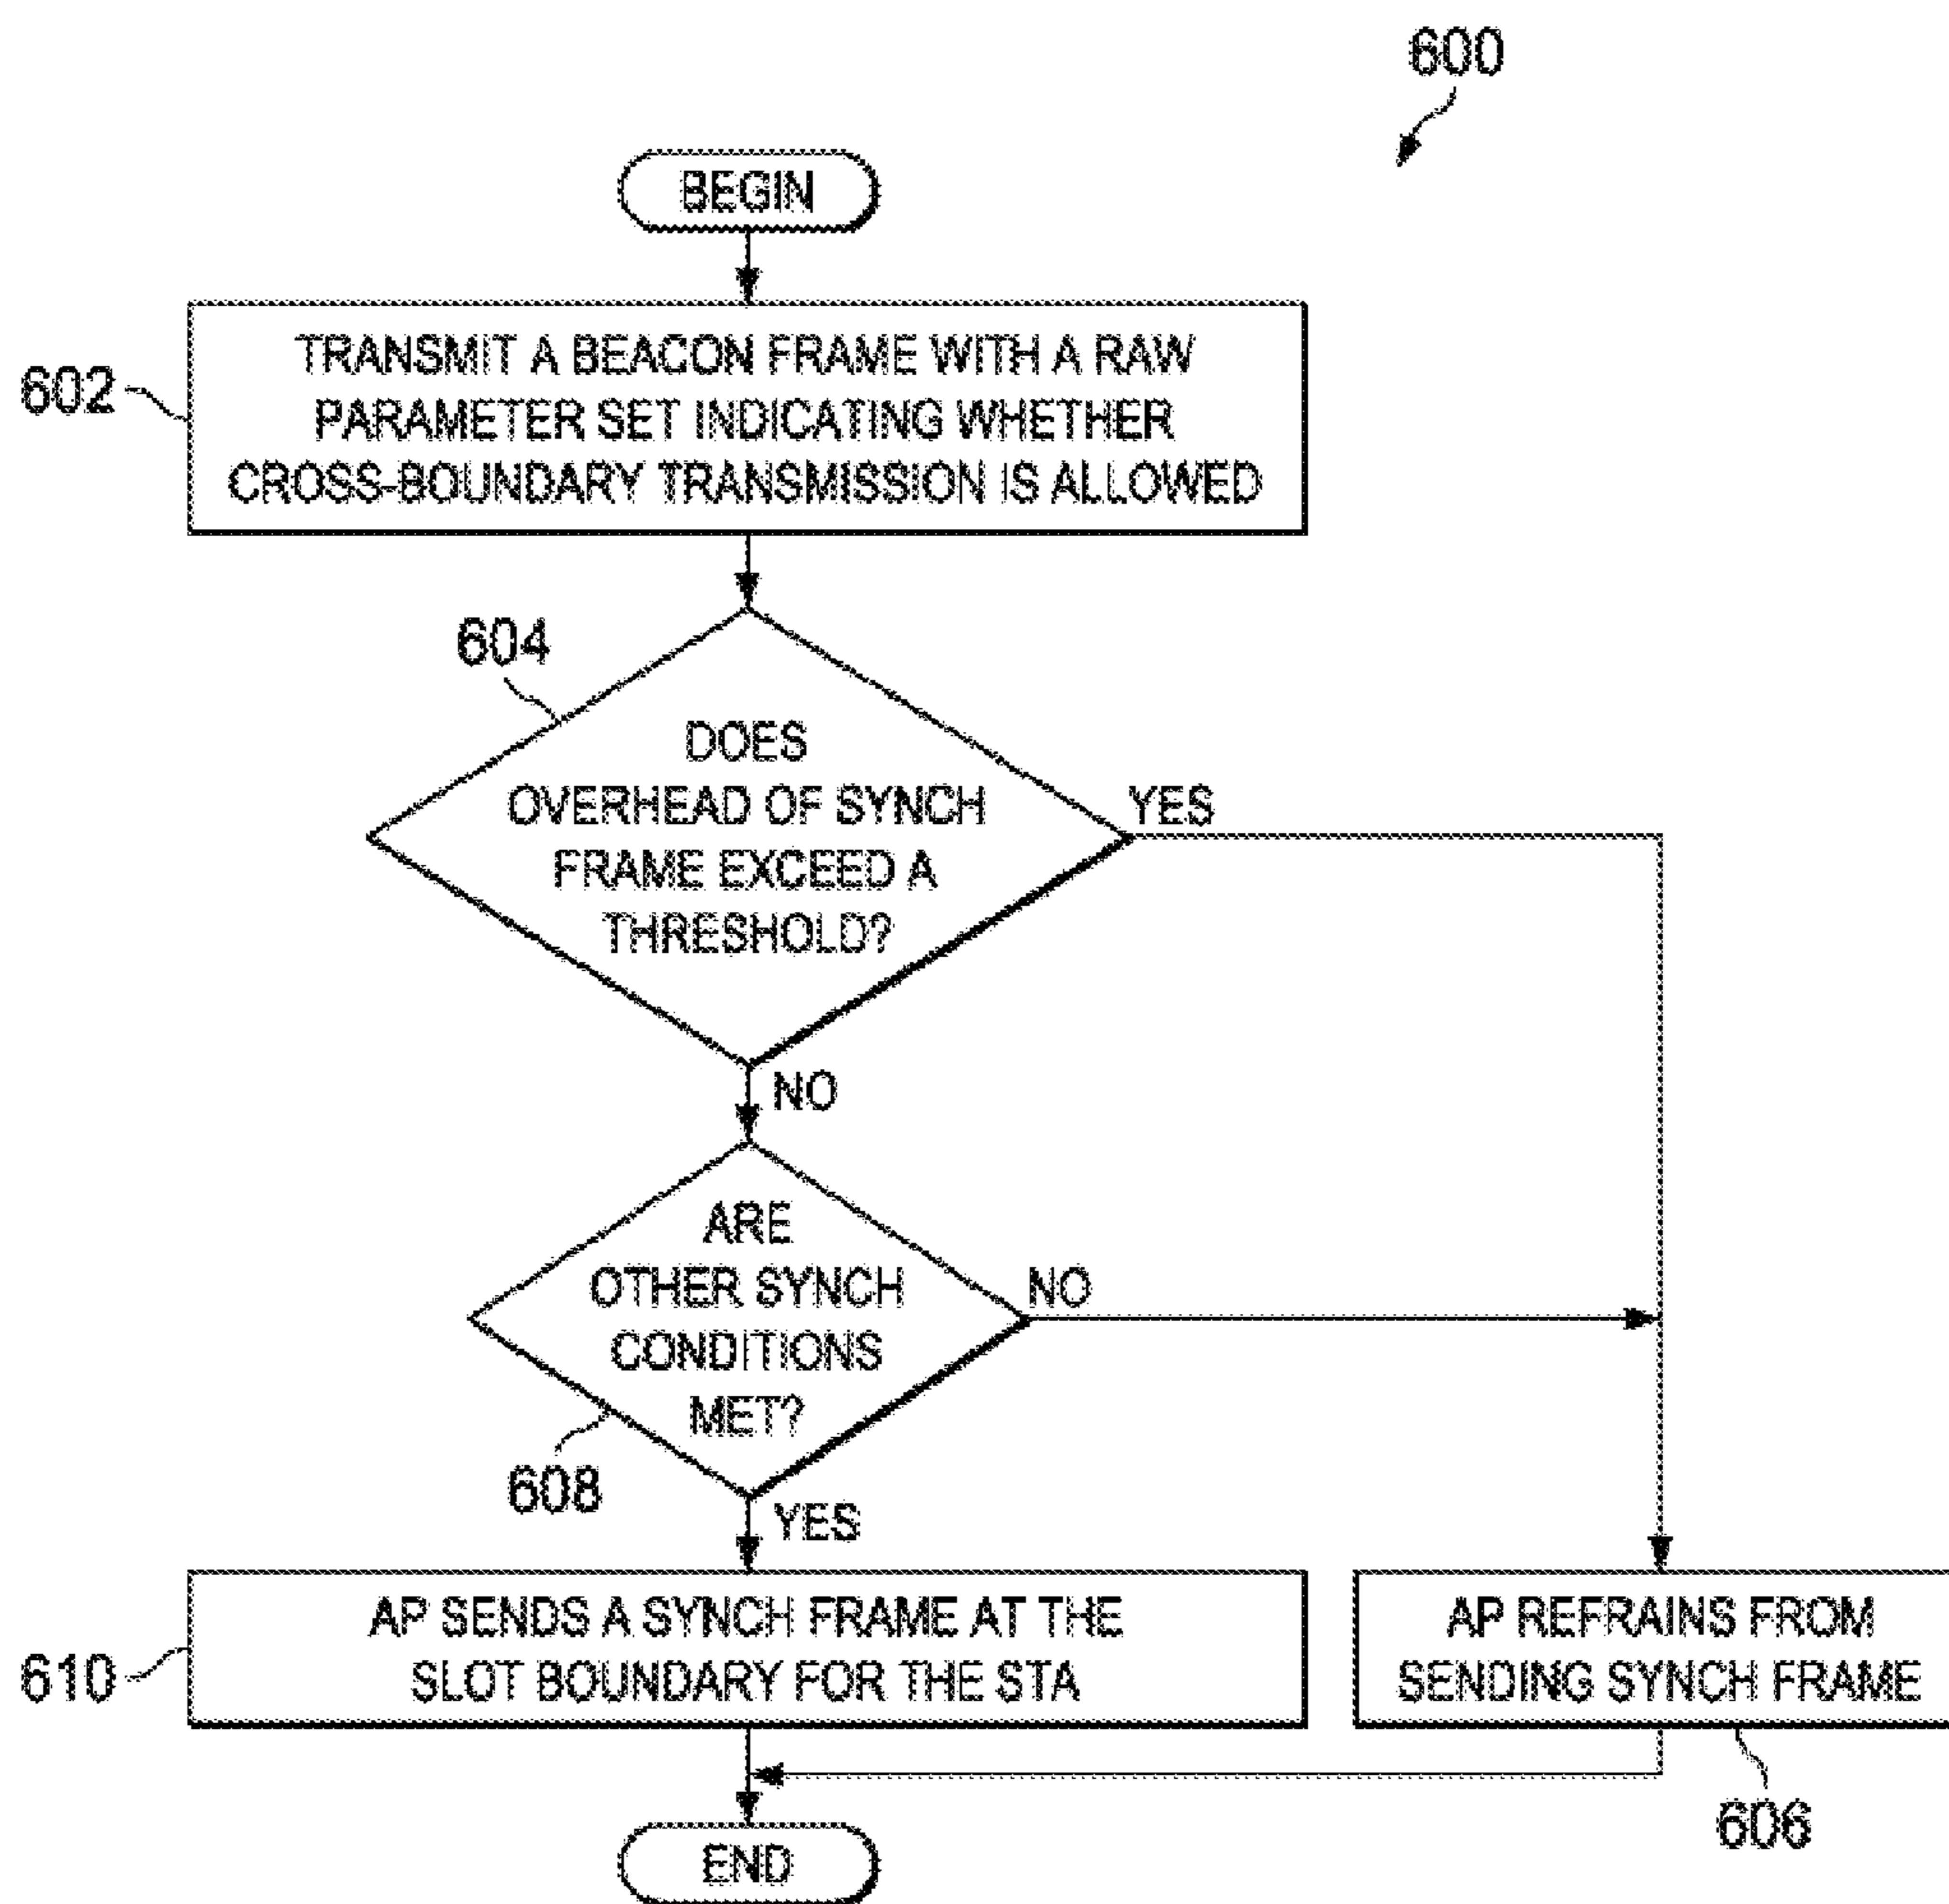 600
BEGIN
602
TRANSMIT A BEACON FRAME WITH A RAW
PARAMETER SET INDICATING WHETHER
CROSS-BOUNDARY TRANSMISSION IS ALLOWED
604
DOES
OVERHEAD OF SYNCH
FRAME EXCEED A
THRESHOLD?
YES
NO
ARE
OTHER SYNCH
CONDITIONS
MET?
NO
608
YES
610
AP SENDS A SYNCH FRAME AT THE
SLOT BOUNDARY FOR THE STA
AP REFRAINS FROM
SENDING SYNCH FRAME
606
END